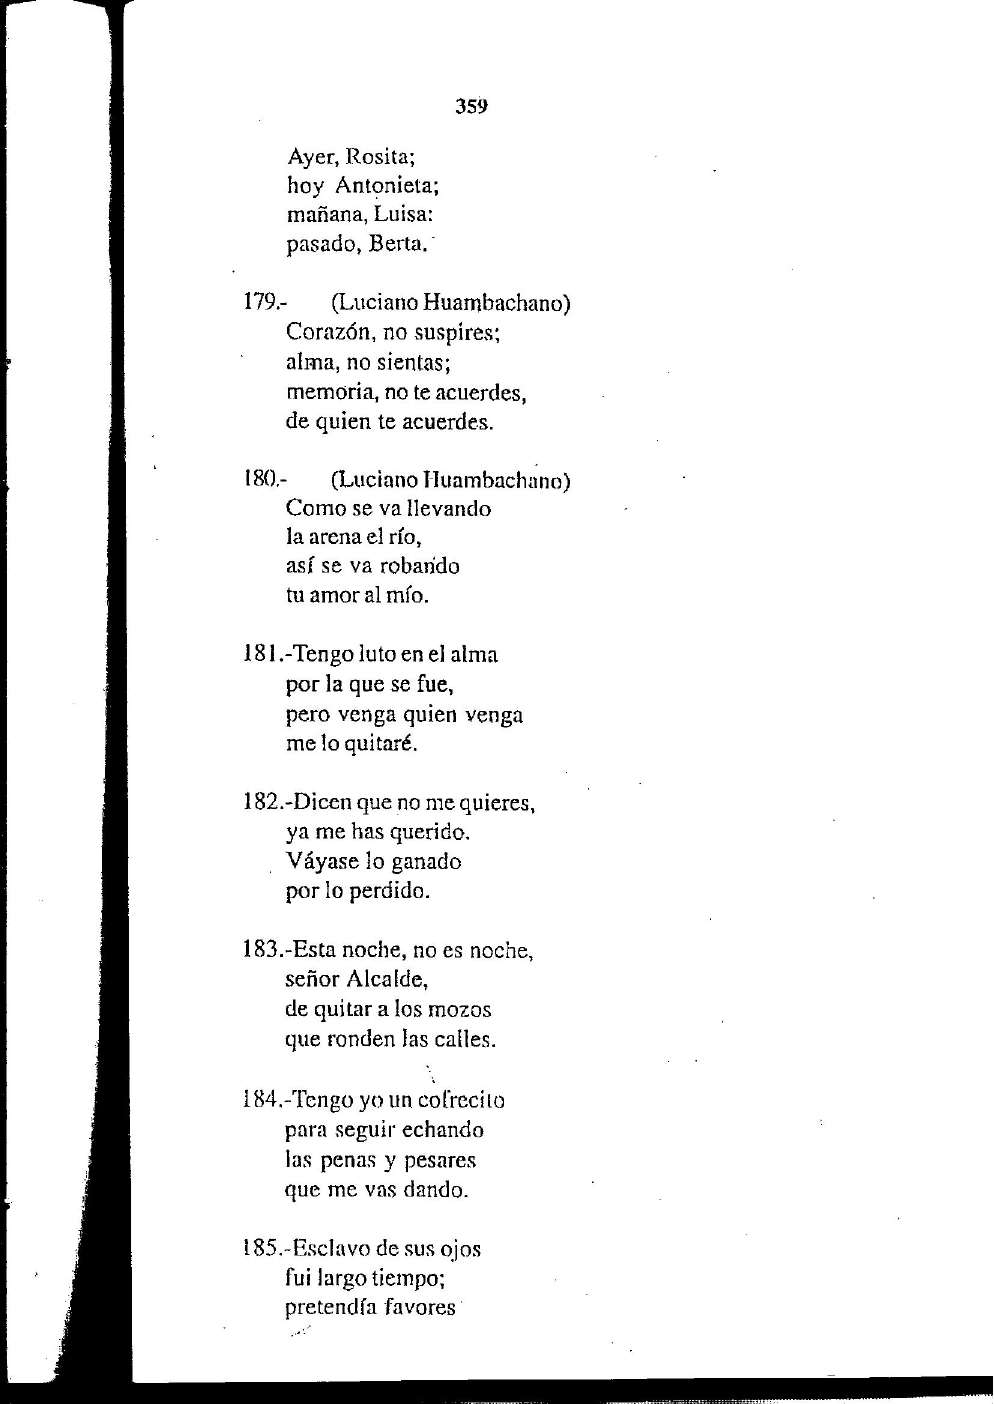 359
Ayer, Rosita;
hoy Antonieta;
mañana, Luisa:
pasado, Berta.
179.- (Luciano Huambachano)
Corazón, no suspires;
alma, no sientas;
memoria, no te acuerdes,
de quien te acuerdes.
180.- (Luciano Huambachano)
Como se va llevando
la arena el río,
así se va robando
tu amor al mío.
181.-Tengo luto en el alma
por la que se fue,
pero venga quien venga
me lo quitaré.
182.-Dicen que no me quieres,
ya me has querido.
Váyase lo ganado
por lo perdido.
183.-Esta noche, no es noche,
señor Alcalde,
de quitar a los mozos
que ronden las calles.
184.-Tengo yo un cofrecito
para seguir echando
las penas y pesares
que me vas dando.
185.-Esclavo de sus ojos
fui largo tiempo;
pretendía favores